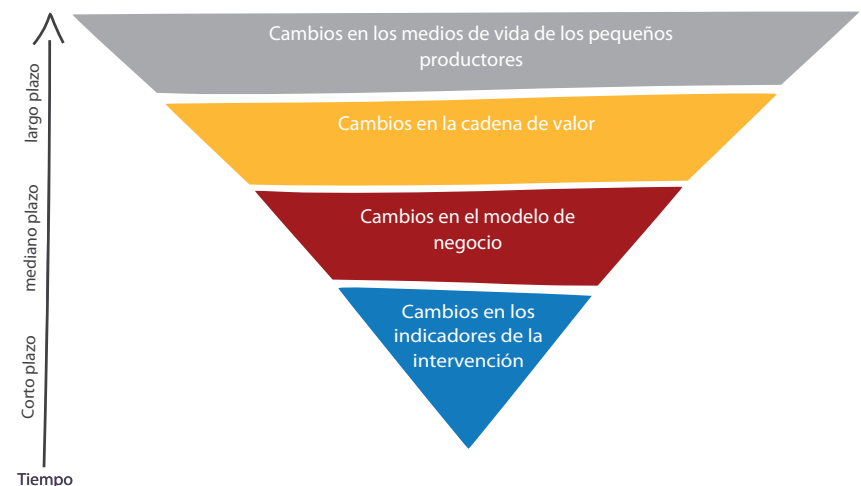 Cambios en los medios de vida de los pequeños
productores
Cambios en la cadena de valor
Cambios en el modelo de
negocio
Cambios en los
indicadores de la
intervención
largo plazo
mediano plazo
Corto plazo
Tiempo